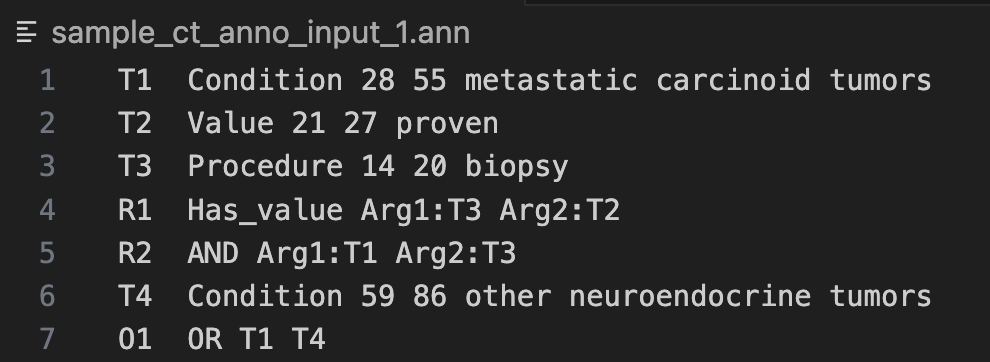 sample_ct_anno_input_1.ann
1 T1 Condition 28 55 metastatic carcinoid tumors
2 T2 Value 21 27 proven
3 T3 Procedure 14 20 biopsy
4 R1 Has_value Arg1:T3 Arg2:T2
5 R2 AND Arg1:T1 Arg2:T3
6 T4 Condition 59 86 other neuroendocrine tumors
7 O1 OR T1 T4